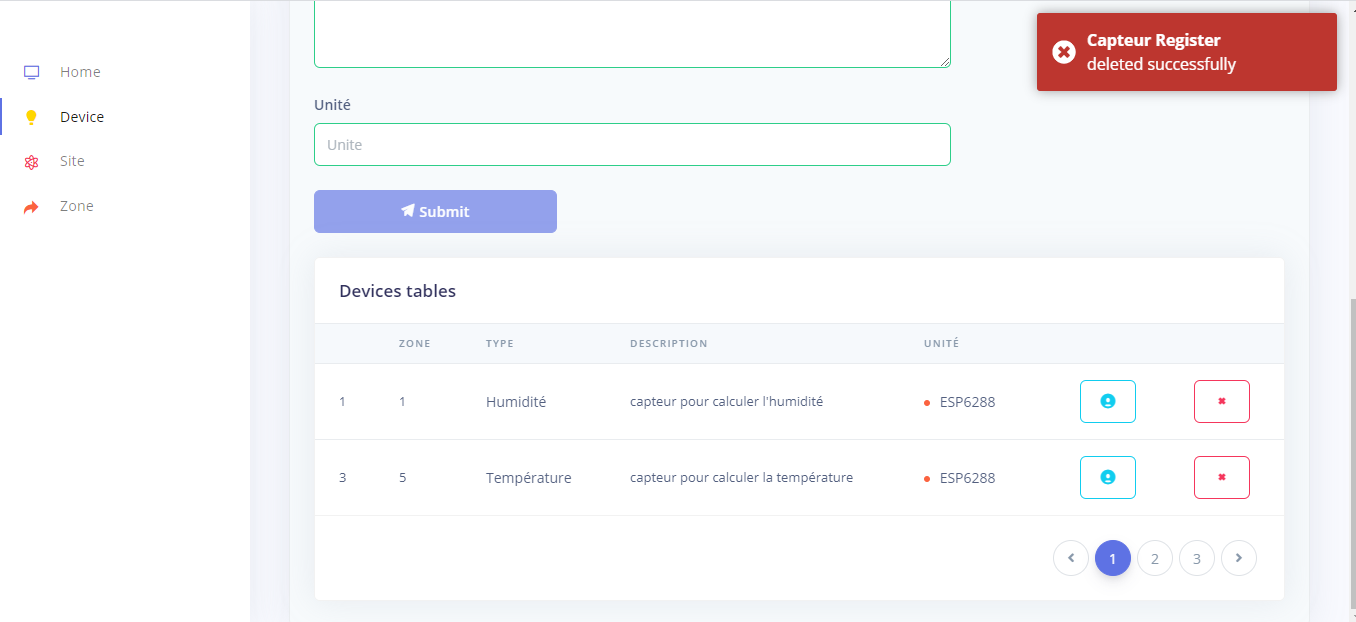 Capteur Register
deleted successfully
Home
Device
Site
Zone
Unité
Unite
Submit
Devices tables
ZONE TYPE DESCRIPTION UNITÉ
1 1 Humidité capteur pour calculer l'humidité ESP6288
3 5 Température capteur pour calculer la température ESP6288
1 2 3